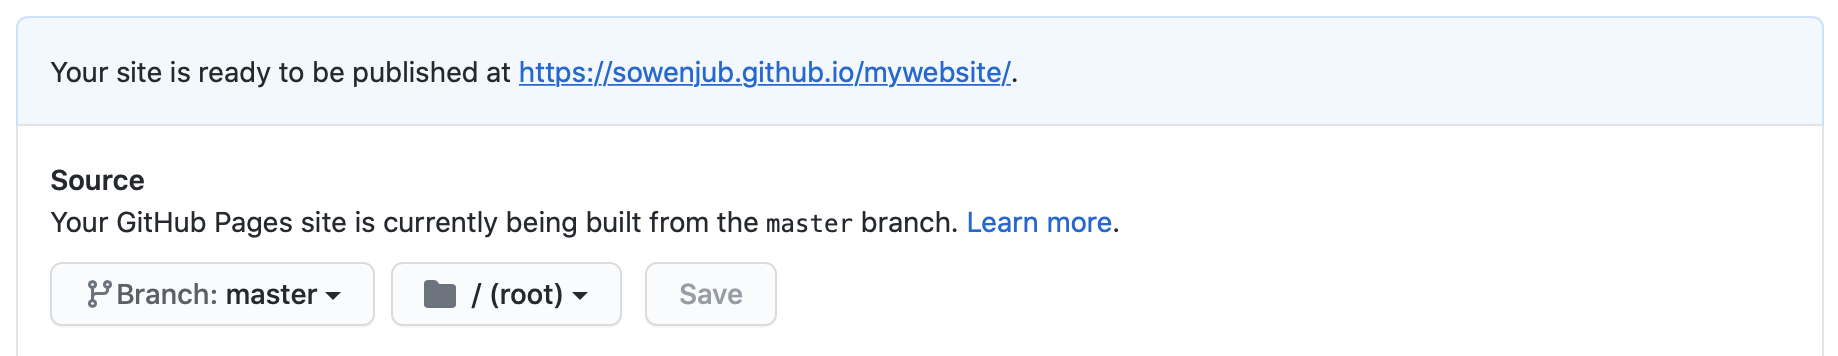 Your site is ready to be published at https://sowenjub.github.io/mywebsite/.
Source
Your GitHub Pages site is currently being built from the master branch. Learn more.
Branch: master / (root) Save